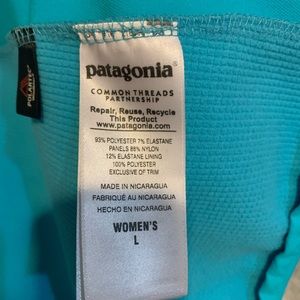 POLARTEC
patagonia®
COMMON THREADS
PARTNERSHIP
Repair, Reuse, Recycle
This Product
www.patagonia.com
93% POLYESTER 7% ELASTANE
PANELS 88% NYLON
12% ELASTANE LINING
100% POLYESTER
EXCLUSIVE OF TRIM
MADE IN NICARAGUA
FABRIQUÉ AU NICARAGUA
HECHO EN NICARAGUA
WOMEN'S
L